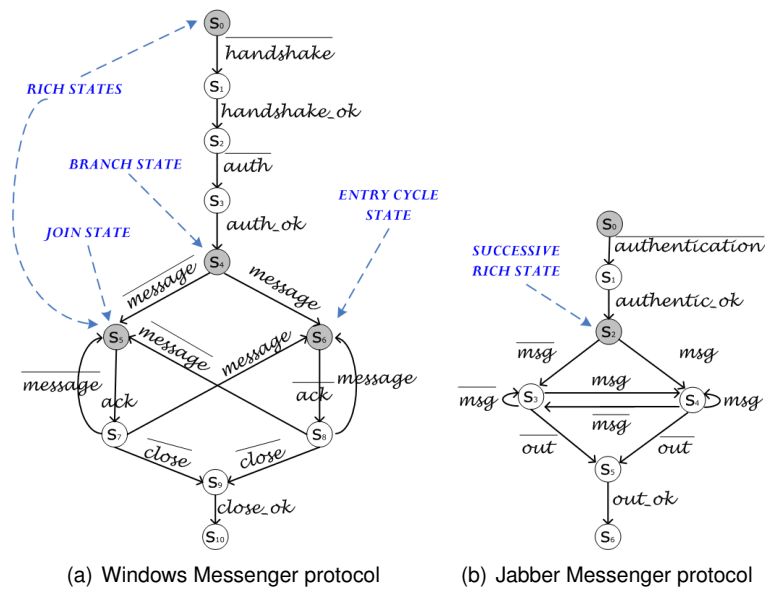 S0
handshake
RICH STATES
S1
handshake_ok
S2
BRANCH STATE
auth
S3
ENTRY CYCLE
STATE
auth_ok
JOIN STATE
S4
message
message
S5
S6
message
message
message
ack
ack
message
S7
S8
close
close
S9
close_ok
S10
(a) Windows Messenger protocol
S0
authentication
SUCCESSIVE
RICH STATE
S1
authentic_ok
S2
msg
msg
msg
S3
msg
S4
msg
msg
out
out
S5
out_ok
S6
(b) Jabber Messenger protocol